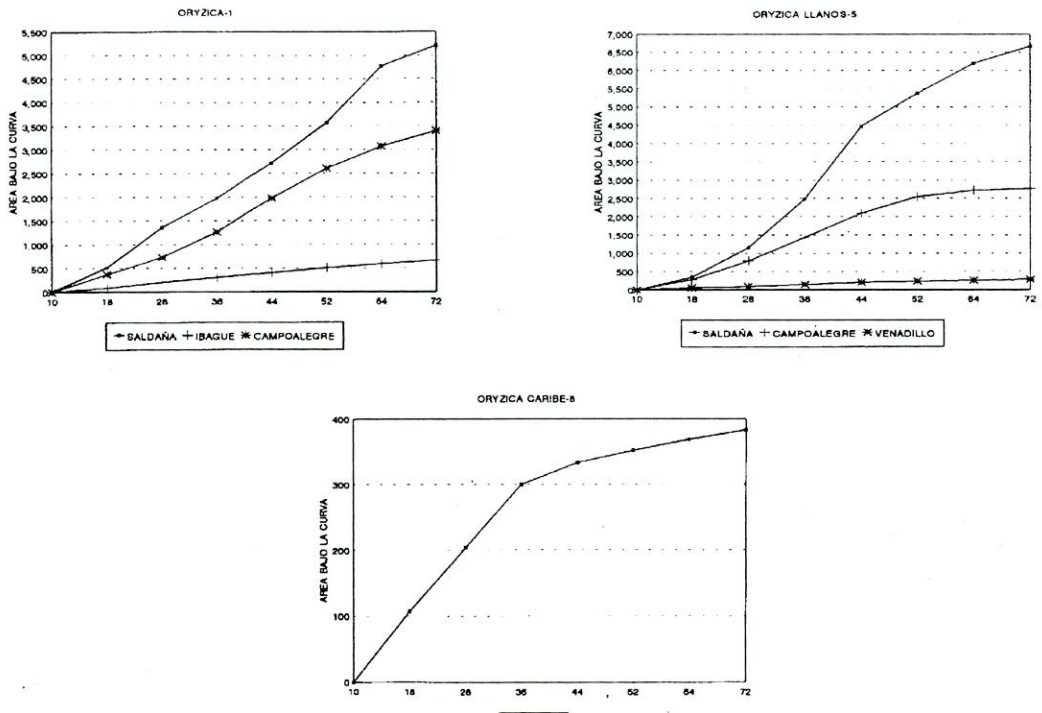 ORYZICA-1
AREA BAJO LA CURVA
5,500
5,000
4,500
4,000
3,500
3,000
2,500
2,000
1,500
1,000
500
0
10 18 28 36 44 52 64 72
SALDAÑA IBAGUE CAMPOALEGRE
ORYZICA LLANOS-5
AREA BAJO LA CURVA
7,000
6,500
6,000
5,500
5,000
4,500
4,000
3,500
3,000
2,500
2,000
1,500
1,000
500
0
10 18 28 36 44 52 64 72
SALDAÑA CAMPOALEGRE VENADILLO
ORYZICA CARIBE-8
AREA BAJO LA CURVA
400
300
200
100
0
10 18 28 36 44 52 64 72